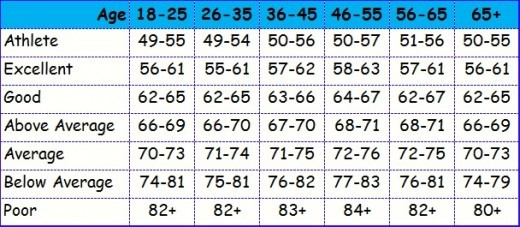 Age 18-25 26-35 36-45 46-55 56-65 65+
Athlete 49-55 49-54 50-56 50-57 51-56 50-55
Excellent 56-61 55-61 57-62 58-63 57-61 56-61
Good 62-65 62-65 63-66 64-67 62-67 62-65
Above Average 66-69 66-70 67-70 68-71 68-71 66-69
Average 70-73 71-74 71-75 72-76 72-75 70-73
Below Average 74-81 75-81 76-82 77-83 76-81 74-79
Poor 82+ 82+ 83+ 84+ 82+ 80+